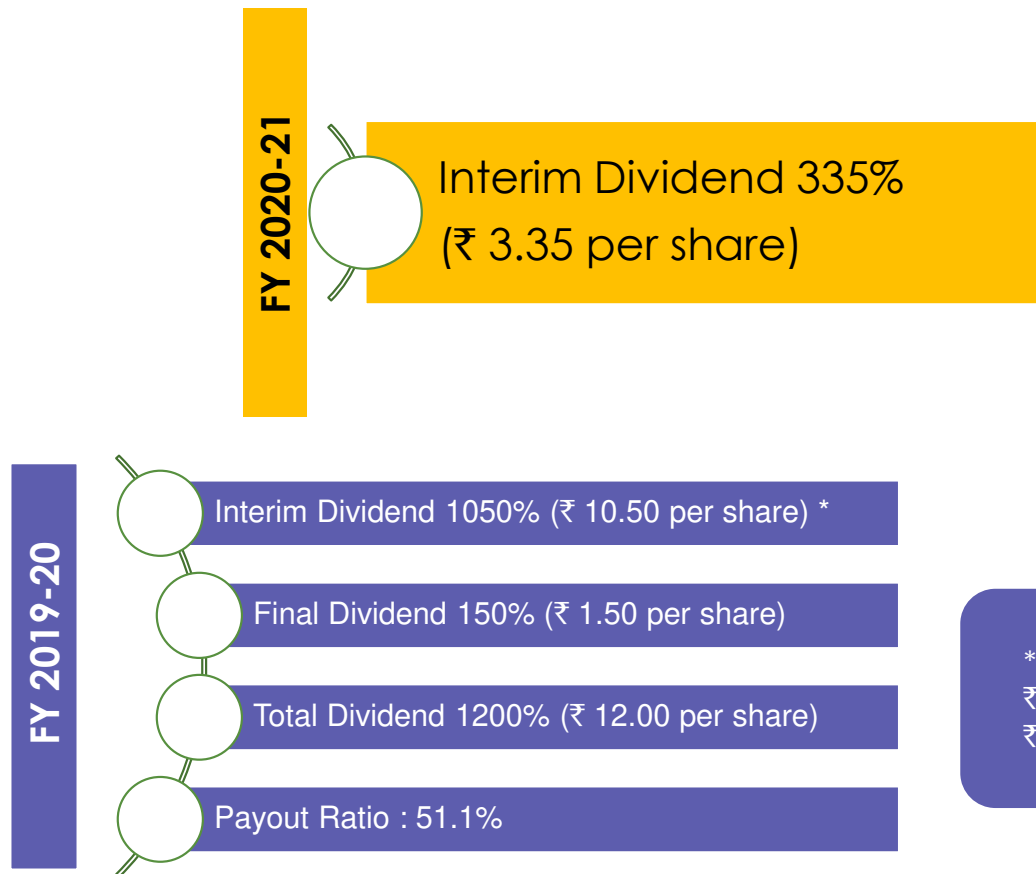 FY 2020-21
Interim Dividend 335%
(₹ 3.35 per share)
FY 2019-20
Interim Dividend 1050% (₹ 10.50 per share) *
Final Dividend 150% (₹ 1.50 per share)
Total Dividend 1200% (₹ 12.00 per share)
Payout Ratio : 51.1%
*
₹
₹